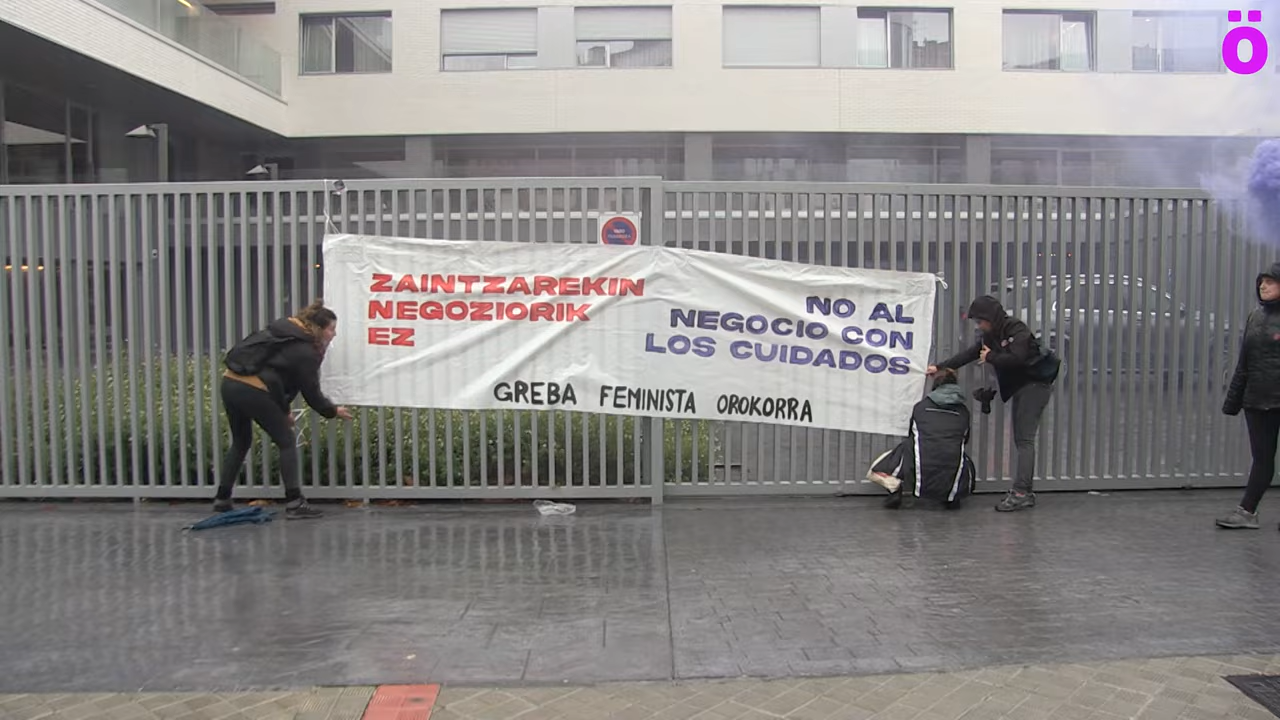 Ö
ZAINTZAREKIN
NEGOZIORIK
EZ
NO AL
NEGOCIO CON
LOS CUIDADOS
GREBA FEMINISTA OROKORRA